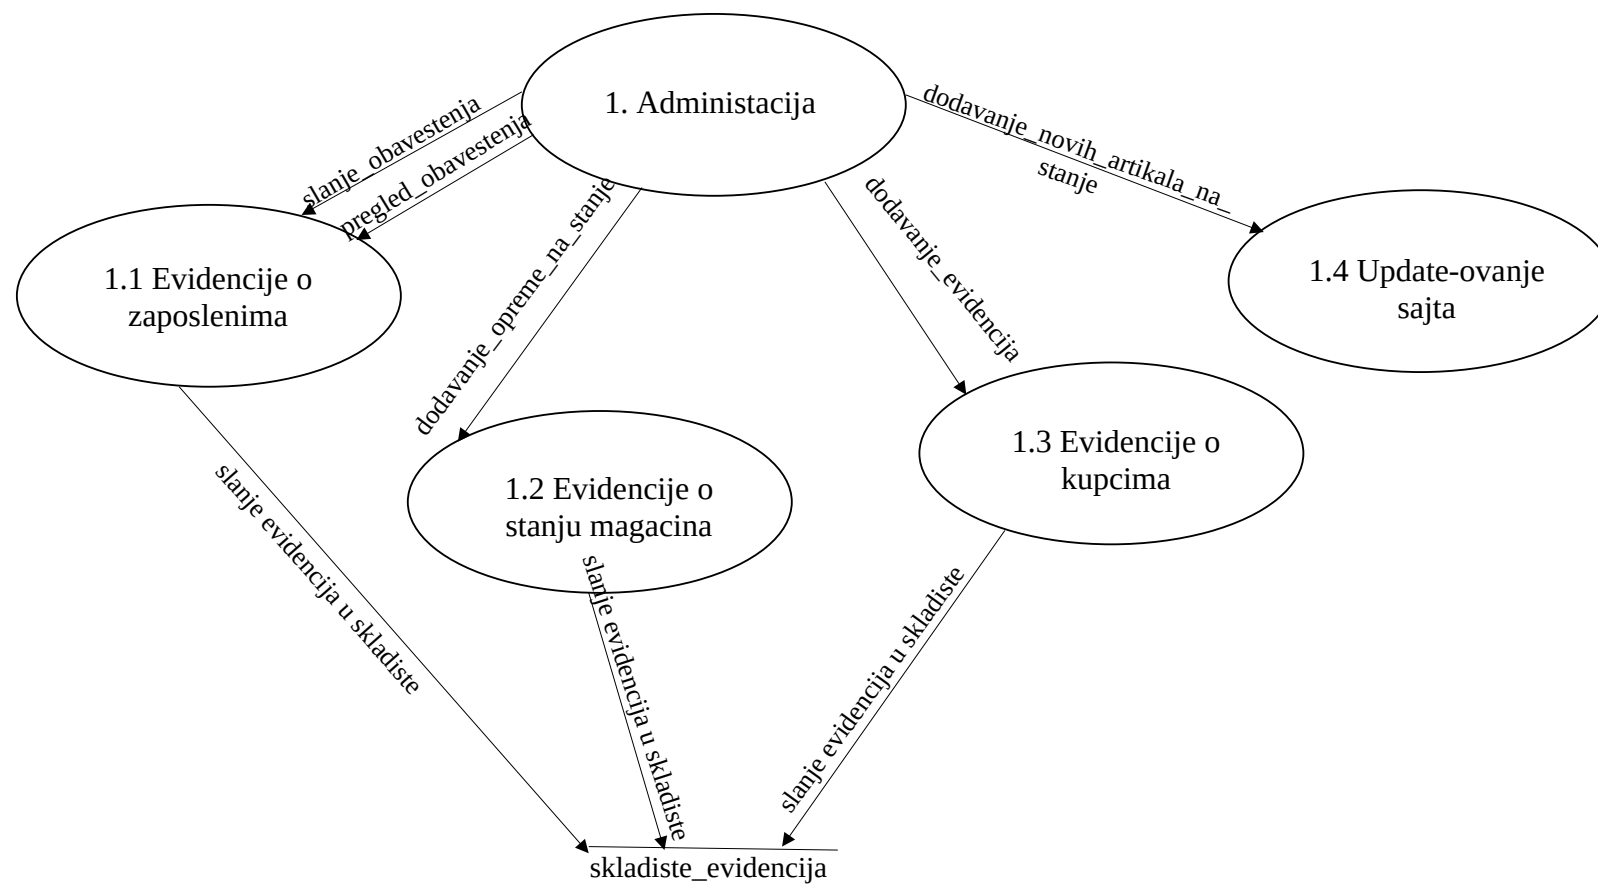 1. Administacija
slanje_obavestenja
pregled_obavestenja
dodavanje_opreme_na_stanje
dodavanje_evidencija
dodavanje_novih_artikala_na_
stanje
1.1 Evidencije o
zaposlenima
1.4 Update-ovanje
sajta
1.2 Evidencije o
stanju magacina
1.3 Evidencije o
kupcima
slanje evidencija u skladiste
slanje evidencija u skladiste
slanje evidencija u skladiste
skladiste_evidencija